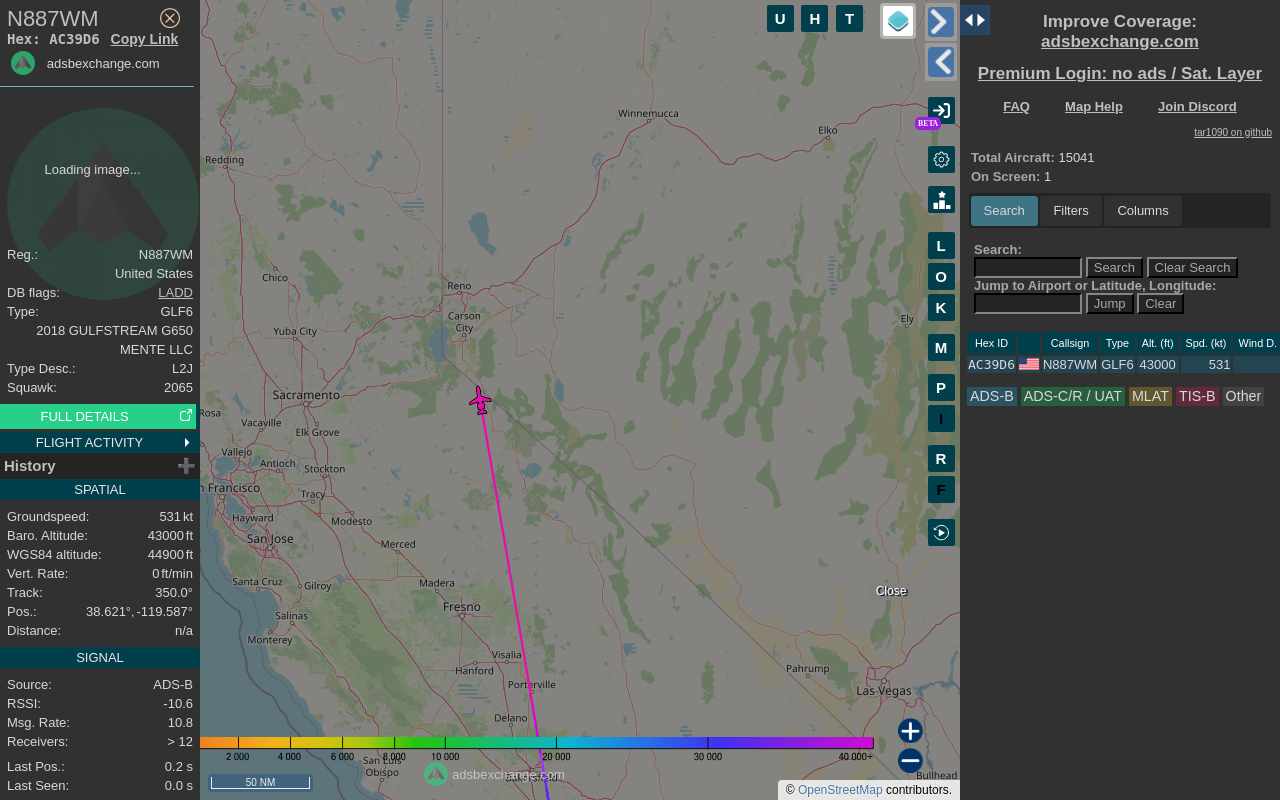 N887WM
Hex: AC39D6 Copy Link
adsbexchange.com
Loading image...
Reg.: N887WM
United States
DB flags: LADD
Type: GLF6
2018 GULFSTREAM G650
MENTE LLC
Type Desc.: L2J
Squawk: 2065
FULL DETAILS
FLIGHT ACTIVITY
History
SPATIAL
Groundspeed: 531 kt
Baro. Altitude: 43000 ft
WGS84 altitude: 44900 ft
Vert. Rate: 0 ft/min
Track: 350.0°
Pos.: 38.621°, -119.587°
Distance: n/a
SIGNAL
Source: ADS-B
RSSI: -10.6
Msg. Rate: 10.8
Receivers: > 12
Last Pos.: 0.2 s
Last Seen: 0.0 s
U H T
BETA
L
O
K
M
P
I
R
F
Winnemucca
Elko
Redding
Chico
Reno
Carson
City
Yuba City
Ely
Sacramento
Rosa
Vacaville
Elk Grove
Vallejo
Antioch
Stockton
n Francisco
Tracy
Hayward
Modesto
San Jose
Merced
Santa Cruz
Gilroy
Madera
Close
Fresno
Salinas
Monterey
Visalia
Hanford
Pahrump
Porterville
Las Vegas
Delano
2 000 4 000 6 000 8 000 10 000 20 000 30 000 40 000+
San Luis
Obispo
adsbexchange.com
Bullhead
50 NM
© OpenStreetMap contributors.
Improve Coverage:
adsbexchange.com
Premium Login: no ads / Sat. Layer
FAQ Map Help Join Discord
tar1090 on github
Total Aircraft: 15041
On Screen: 1
Search Filters Columns
Search:
Search Clear Search
Jump to Airport or Latitude, Longitude:
Jump Clear
Hex ID Callsign Type Alt. (ft) Spd. (kt) Wind D.
AC39D6 N887WM GLF6 43000 531
ADS-B ADS-C/R / UAT MLAT TIS-B Other